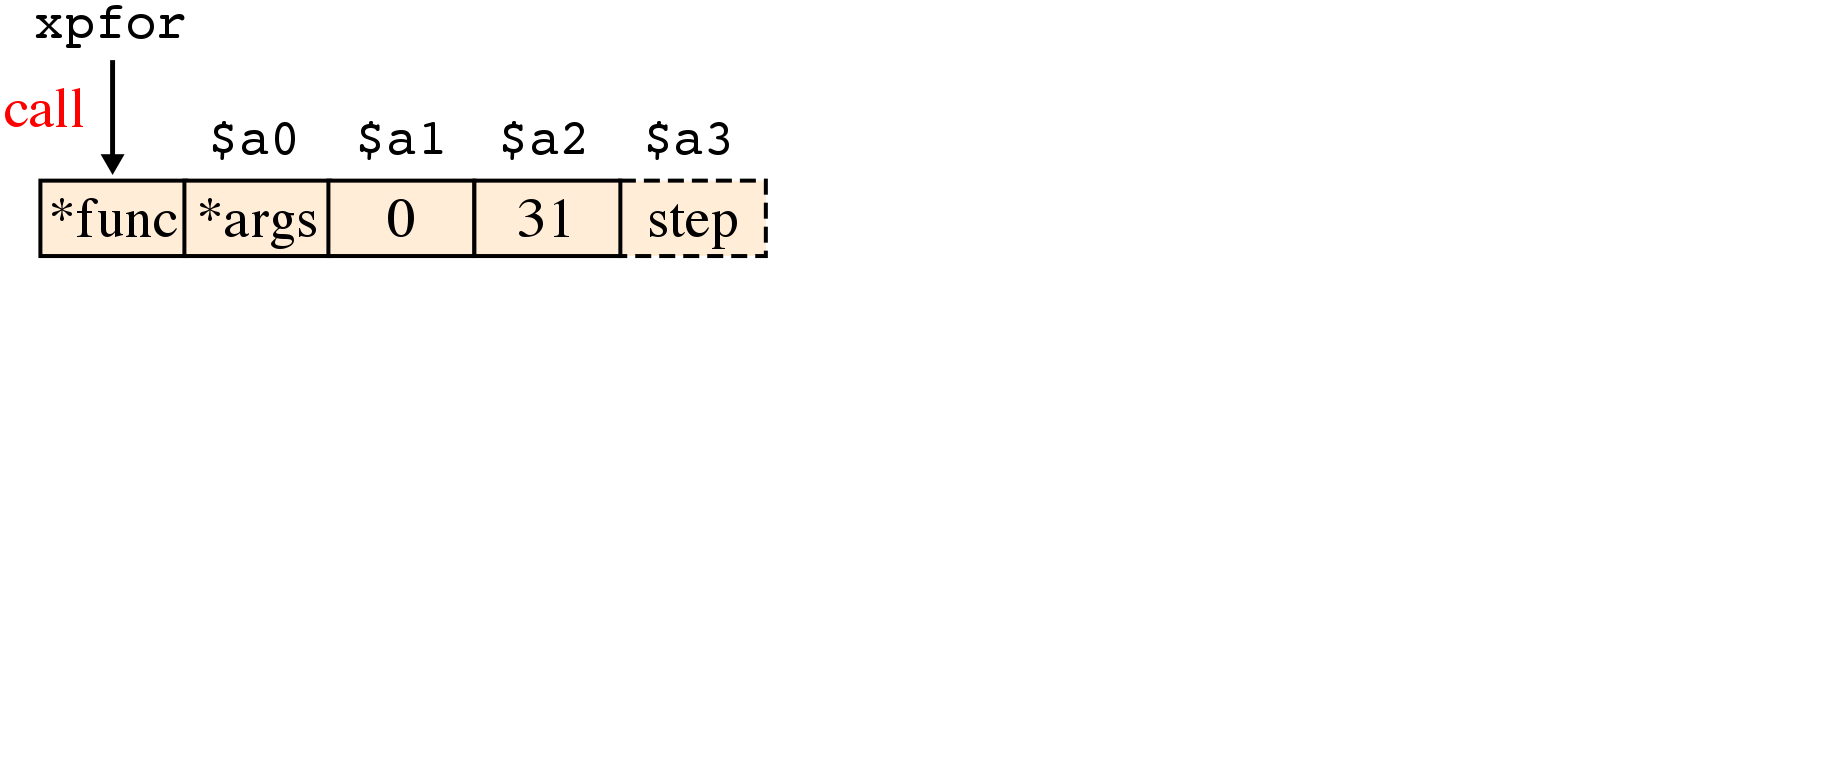 xpfor
call
$a0 $a1 $a2 $a3
*func *args 0 31 step